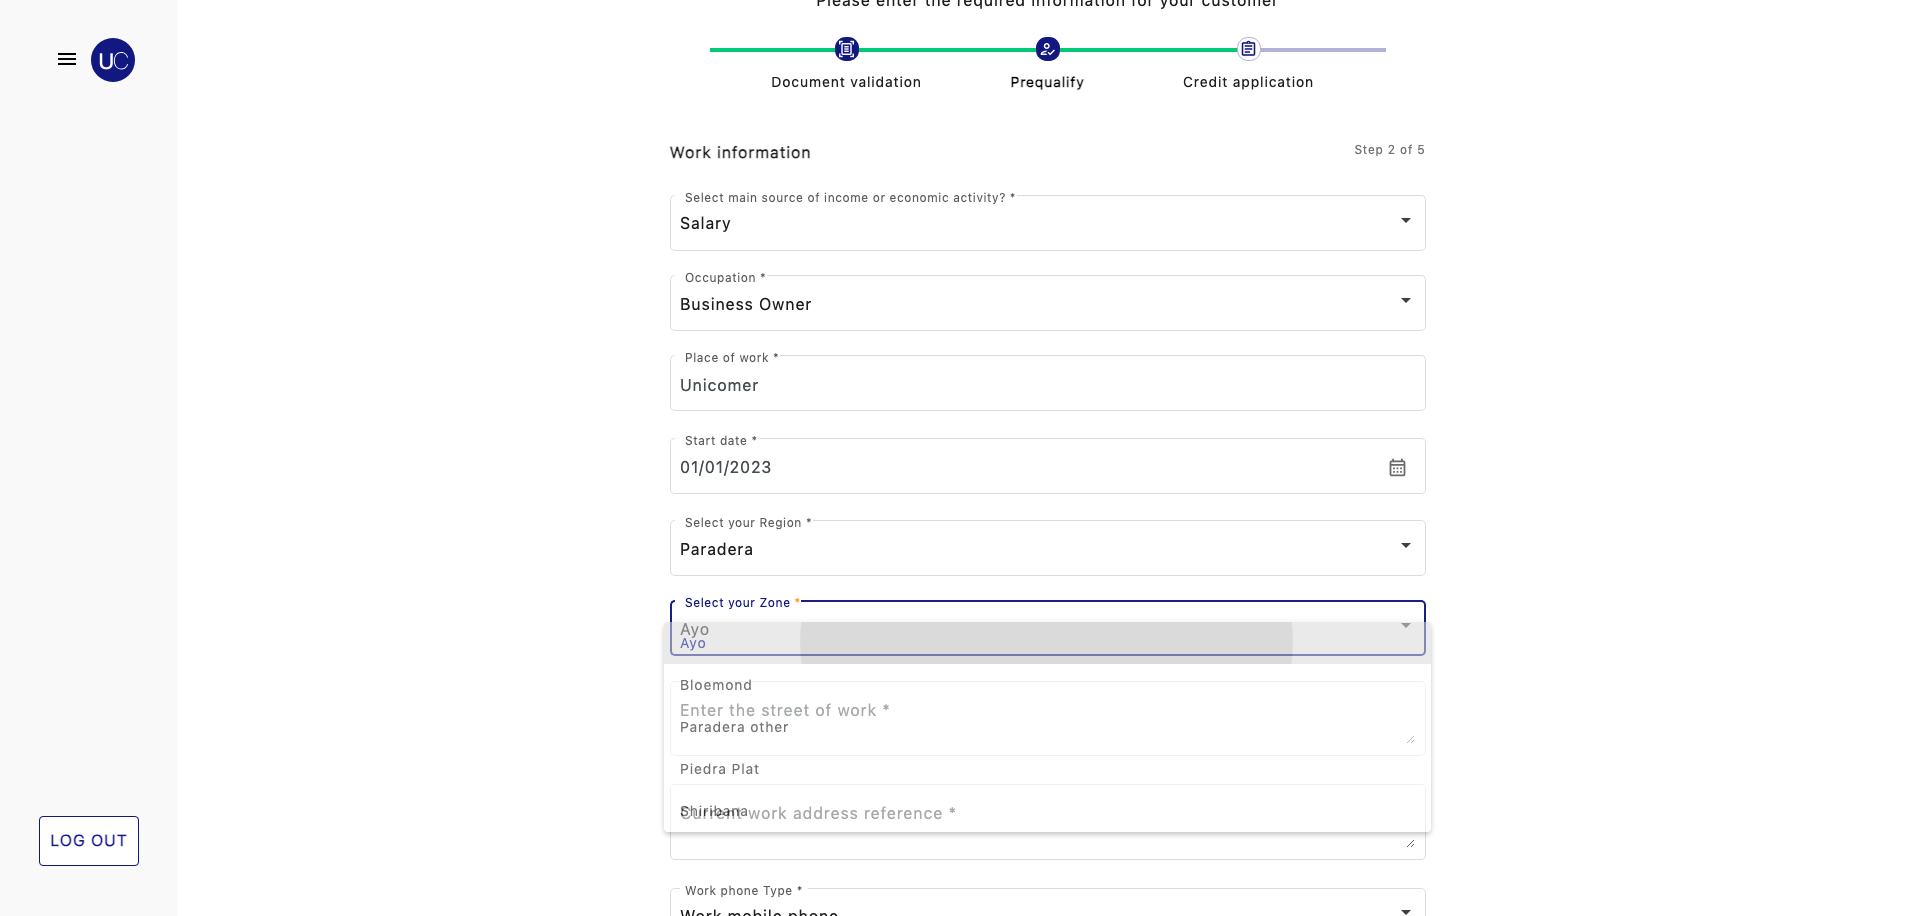 Please enter the required information for your customer
UC
Document validation
Prequalify
Credit application
Work information
Step 2 of 5
Select main source of income or economic activity? *
Salary
Occupation *
Business Owner
Place of work *
Unicomer
Start date *
01/01/2023
Select your Region *
Paradera
Select your Zone *
Ayo
Ayo
Bloemond
Enter the street of work *
Paradera other
Piedra Plat
Shiribana
Current work address reference *
LOG OUT
Work phone Type *
Work mobile phone